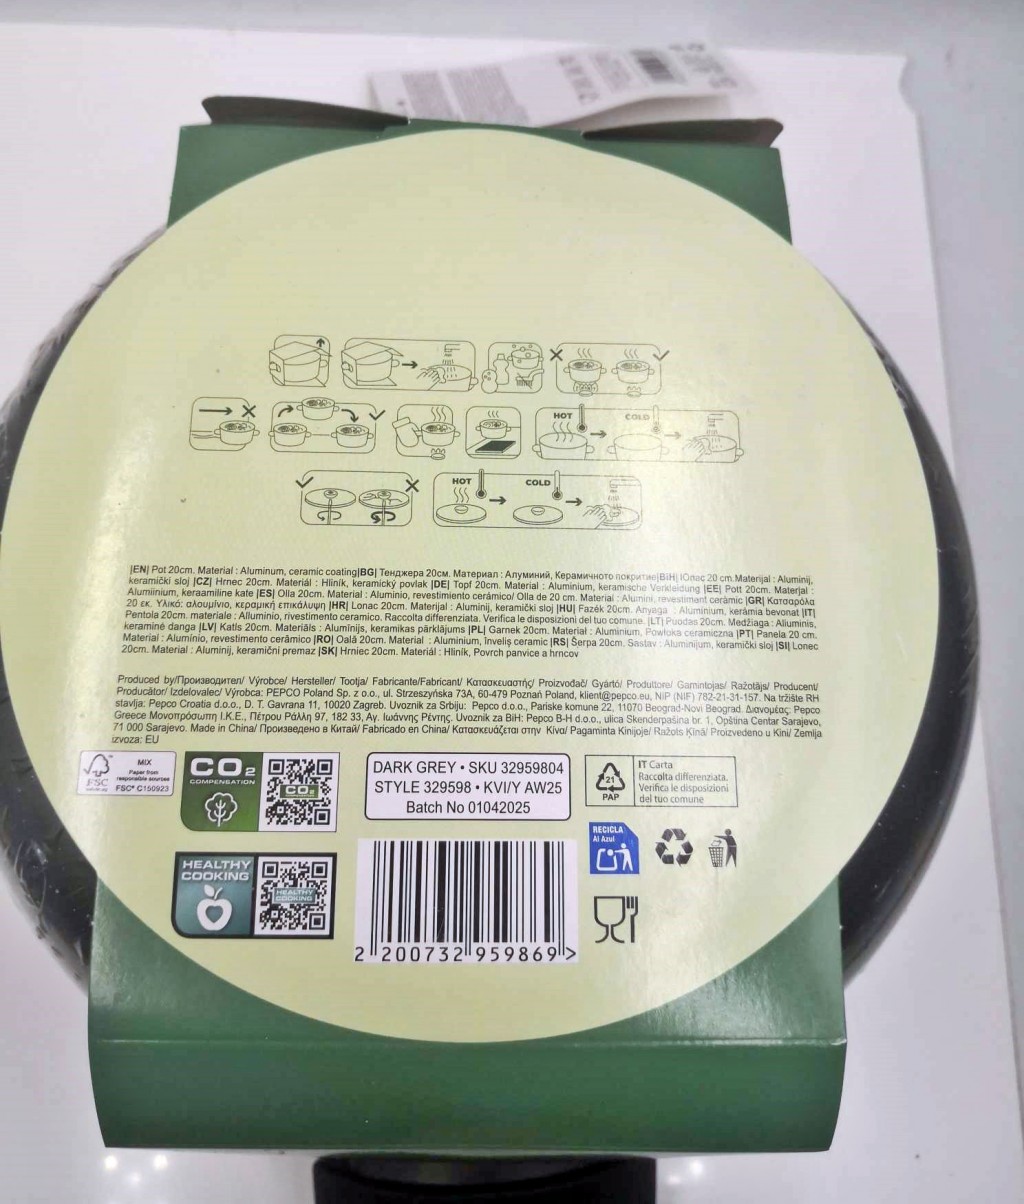 HOT
COLD
HOT
COLD
|EN| Pot 20cm. Material : Aluminum, ceramic coating|BG| Тенджера 20см. Материал : Алуминий, Керамичното покритие|BiH| lOnac 20 cm.Materijal : Aluminij,
keramički sloj |CZ| Hrnec 20cm. Materiál : Hliník, keramický povlak |DE| Topf 20cm. Material : Aluminium, keramische Verkleidung |EE| Pott 20cm. Materjal :
Alumiinium, keraamiline kate |ES| Olla 20cm. Material : Aluminio, revestimiento cerámico/ Olla de 20 cm. Material : Alumini, revestiment ceràmic |GR| Κατσαρόλα
20 εκ. Υλικό: αλουμίνιο, κεραμική επικάλυψη |HR| Lonac 20cm. Materijal : Aluminij, keramički sloj |HU| Fazék 20cm. Anyaga : Aluminium, kerámia bevonat |IT|
Pentola 20cm. materiale : Alluminio, rivestimento ceramico. Raccolta differenziata. Verifica le disposizioni del tuo comune. |LT| Puodas 20cm. Medžiaga : Aliuminis,
keraminė danga |LV| Katls 20cm. Materiāls : Alumīnijs, keramikas pārklājums |PL| Garnek 20cm. Material : Aluminium, Powłoka ceramiczna |PT| Panela 20 cm.
Material : Alumínio, revestimento cerâmico |RO| Oală 20cm. Material : Aluminium, înveliș ceramic |RS| Šerpa 20cm. Sastav : Aluminijum, keramički sloj |SI| Lonec
20cm. Material : Aluminij, keramični premaz |SK| Hrniec 20cm. Materiál : Hliník, Povrch panvice a hrncov
Produced by/Производител/ Výrobce/ Hersteller/ Tootja/ Fabricante/Fabricant/ Κατασκευαστής/ Proizvođač/ Gyártó/ Produttore/ Gamintojas/ Ražotājs/ Producent/
Producător/ Izdelovalec/ Výrobca: PEPCO Poland Sp. z o.o., ul. Strzeszyńska 73A, 60-479 Poznań Poland, klient@pepco.eu, NIP (NIF) 782-21-31-157. Na tržište RH
stavlja: Pepco Croatia d.o.o., D. T. Gavrana 11, 10020 Zagreb. Uvoznik za Srbiju: Pepco d.o.o., Pariske komune 22, 11070 Beograd-Novi Beograd. Διανομέας: Pepco
Greece Μονοπρόσωπη Ι.Κ.Ε., Πέτρου Ράλλη 97, 182 33, Αγ. Ιωάννης Ρέντης. Uvoznik za BiH: Pepco B-H d.o.o., ulica Skenderpašina br. 1, Opština Centar Sarajevo,
71 000 Sarajevo. Made in China/ Произведено в Китай/ Fabricado en China/ Κατασκευάζεται στην Κίνα/ Pagaminta Kinijoje/ Ražots Ķīnā/ Proizvedeno u Kini/ Zemlja
izvoza: EU
FSC
MIX
Paper from
responsible sources
FSC® C150923
CO2
COMPENSATION
CO2
DARK GREY • SKU 32959804
STYLE 329598 • KVI/Y AW25
Batch No 01042025
21
PAP
IT Carta
Raccolta differenziata.
Verifica le disposizioni
del tuo comune
RECICLA
Al Azul
HEALTHY
COOKING
HEALTHY
COOKING
2 200732 959869 >